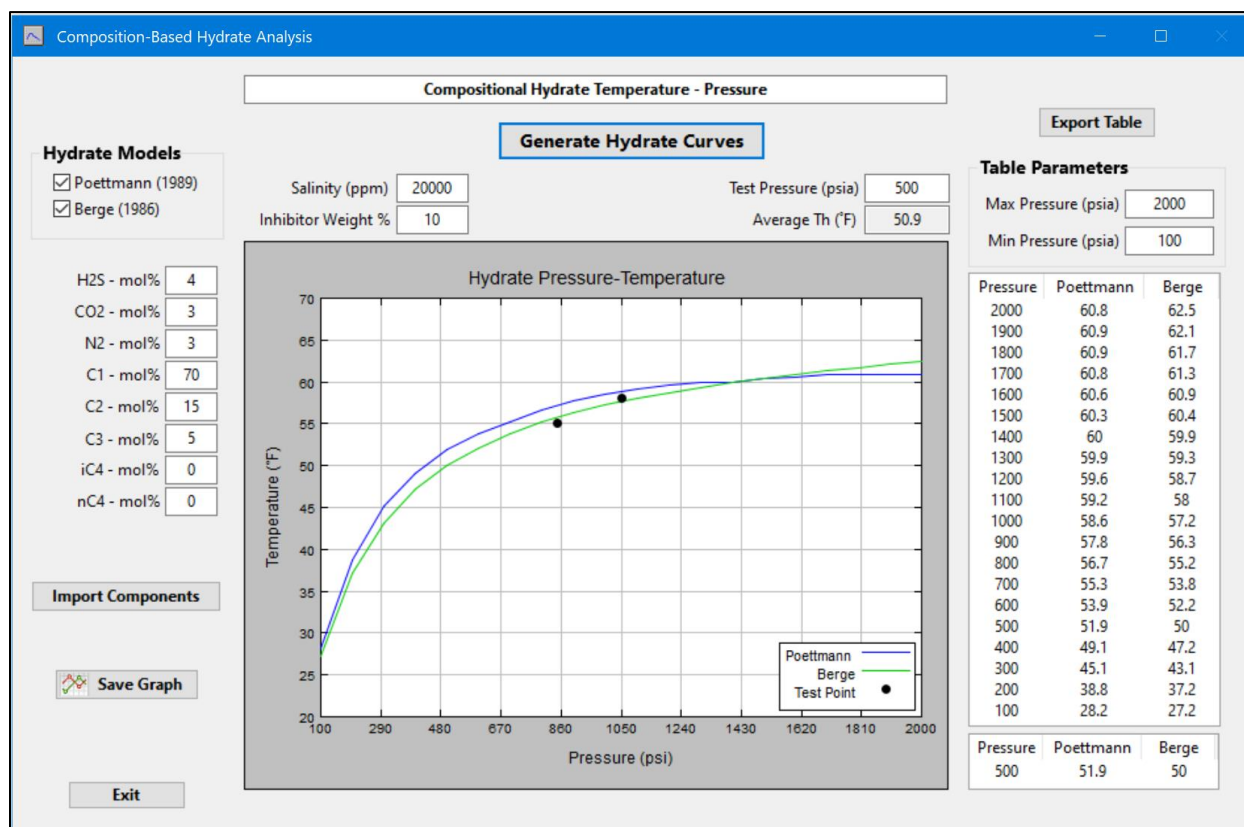 Composition-Based Hydrate Analysis
Compositional Hydrate Temperature - Pressure
Generate Hydrate Curves
Export Table
Hydrate Models
Poettmann (1989)
Berge (1986)
Salinity (ppm) 20000
Inhibitor Weight % 10
Test Pressure (psia) 500
Average Th (°F) 50.9
Table Parameters
Max Pressure (psia) 2000
Min Pressure (psia) 100
H2S - mol% 4
CO2 - mol% 3
N2 - mol% 3
C1 - mol% 70
C2 - mol% 15
C3 - mol% 5
iC4 - mol% 0
nC4 - mol% 0
Import Components
Save Graph
Exit
Hydrate Pressure-Temperature
Temperature (°F)
70
65
60
55
50
45
40
35
30
25
20
100 290 480 670 860 1050 1240 1430 1620 1810 2000
Pressure (psi)
Poettmann
Berge
Test Point
Pressure Poettmann Berge
2000 60.8 62.5
1900 60.9 62.1
1800 60.9 61.7
1700 60.8 61.3
1600 60.6 60.9
1500 60.3 60.4
1400 60 59.9
1300 59.9 59.3
1200 59.6 58.7
1100 59.2 58
1000 58.6 57.2
900 57.8 56.3
800 56.7 55.2
700 55.3 53.8
600 53.9 52.2
500 51.9 50
400 49.1 47.2
300 45.1 43.1
200 38.8 37.2
100 28.2 27.2
Pressure Poettmann Berge
500 51.9 50